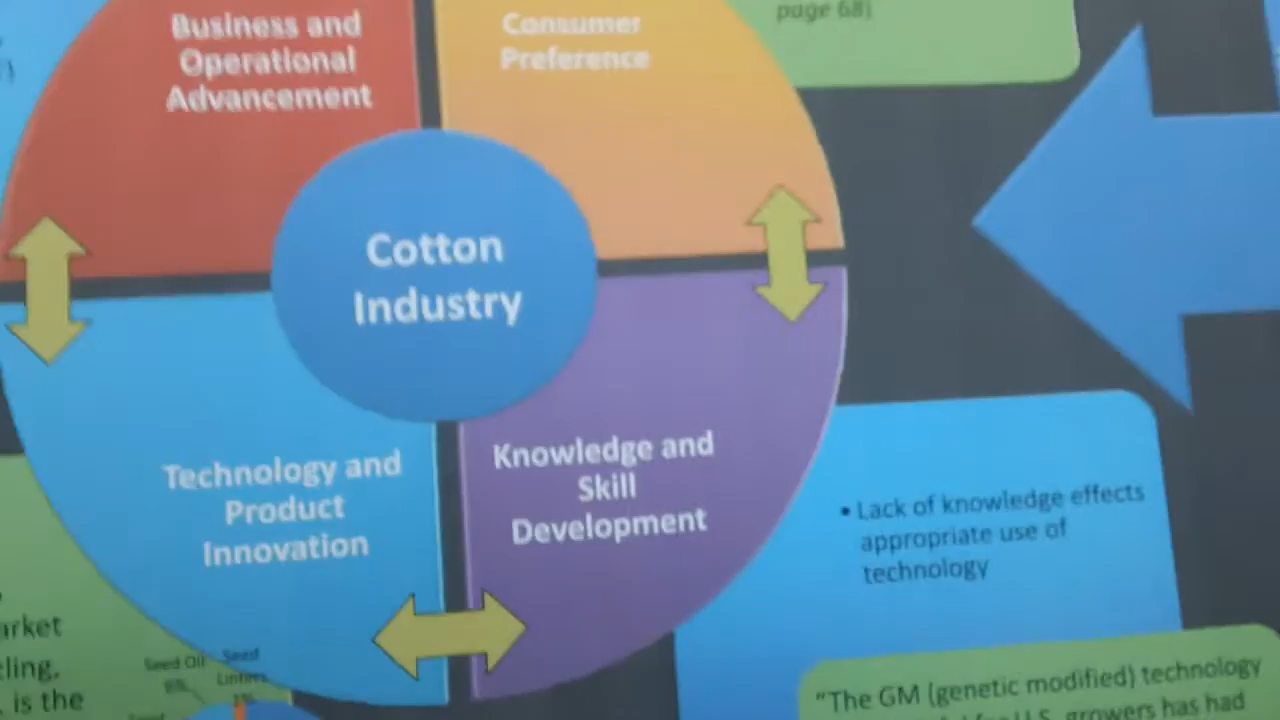 page 68)
Business and
Operational
Advancement
Consumer
Preference
Cotton
Industry
Technology and
Product
Innovation
Knowledge and
Skill
Development
• Lack of knowledge effects
appropriate use of
technology
Seed Oil
6%
Seed
Linters
1%
is the
"The GM (genetic modified) technology
U.S. growers has had